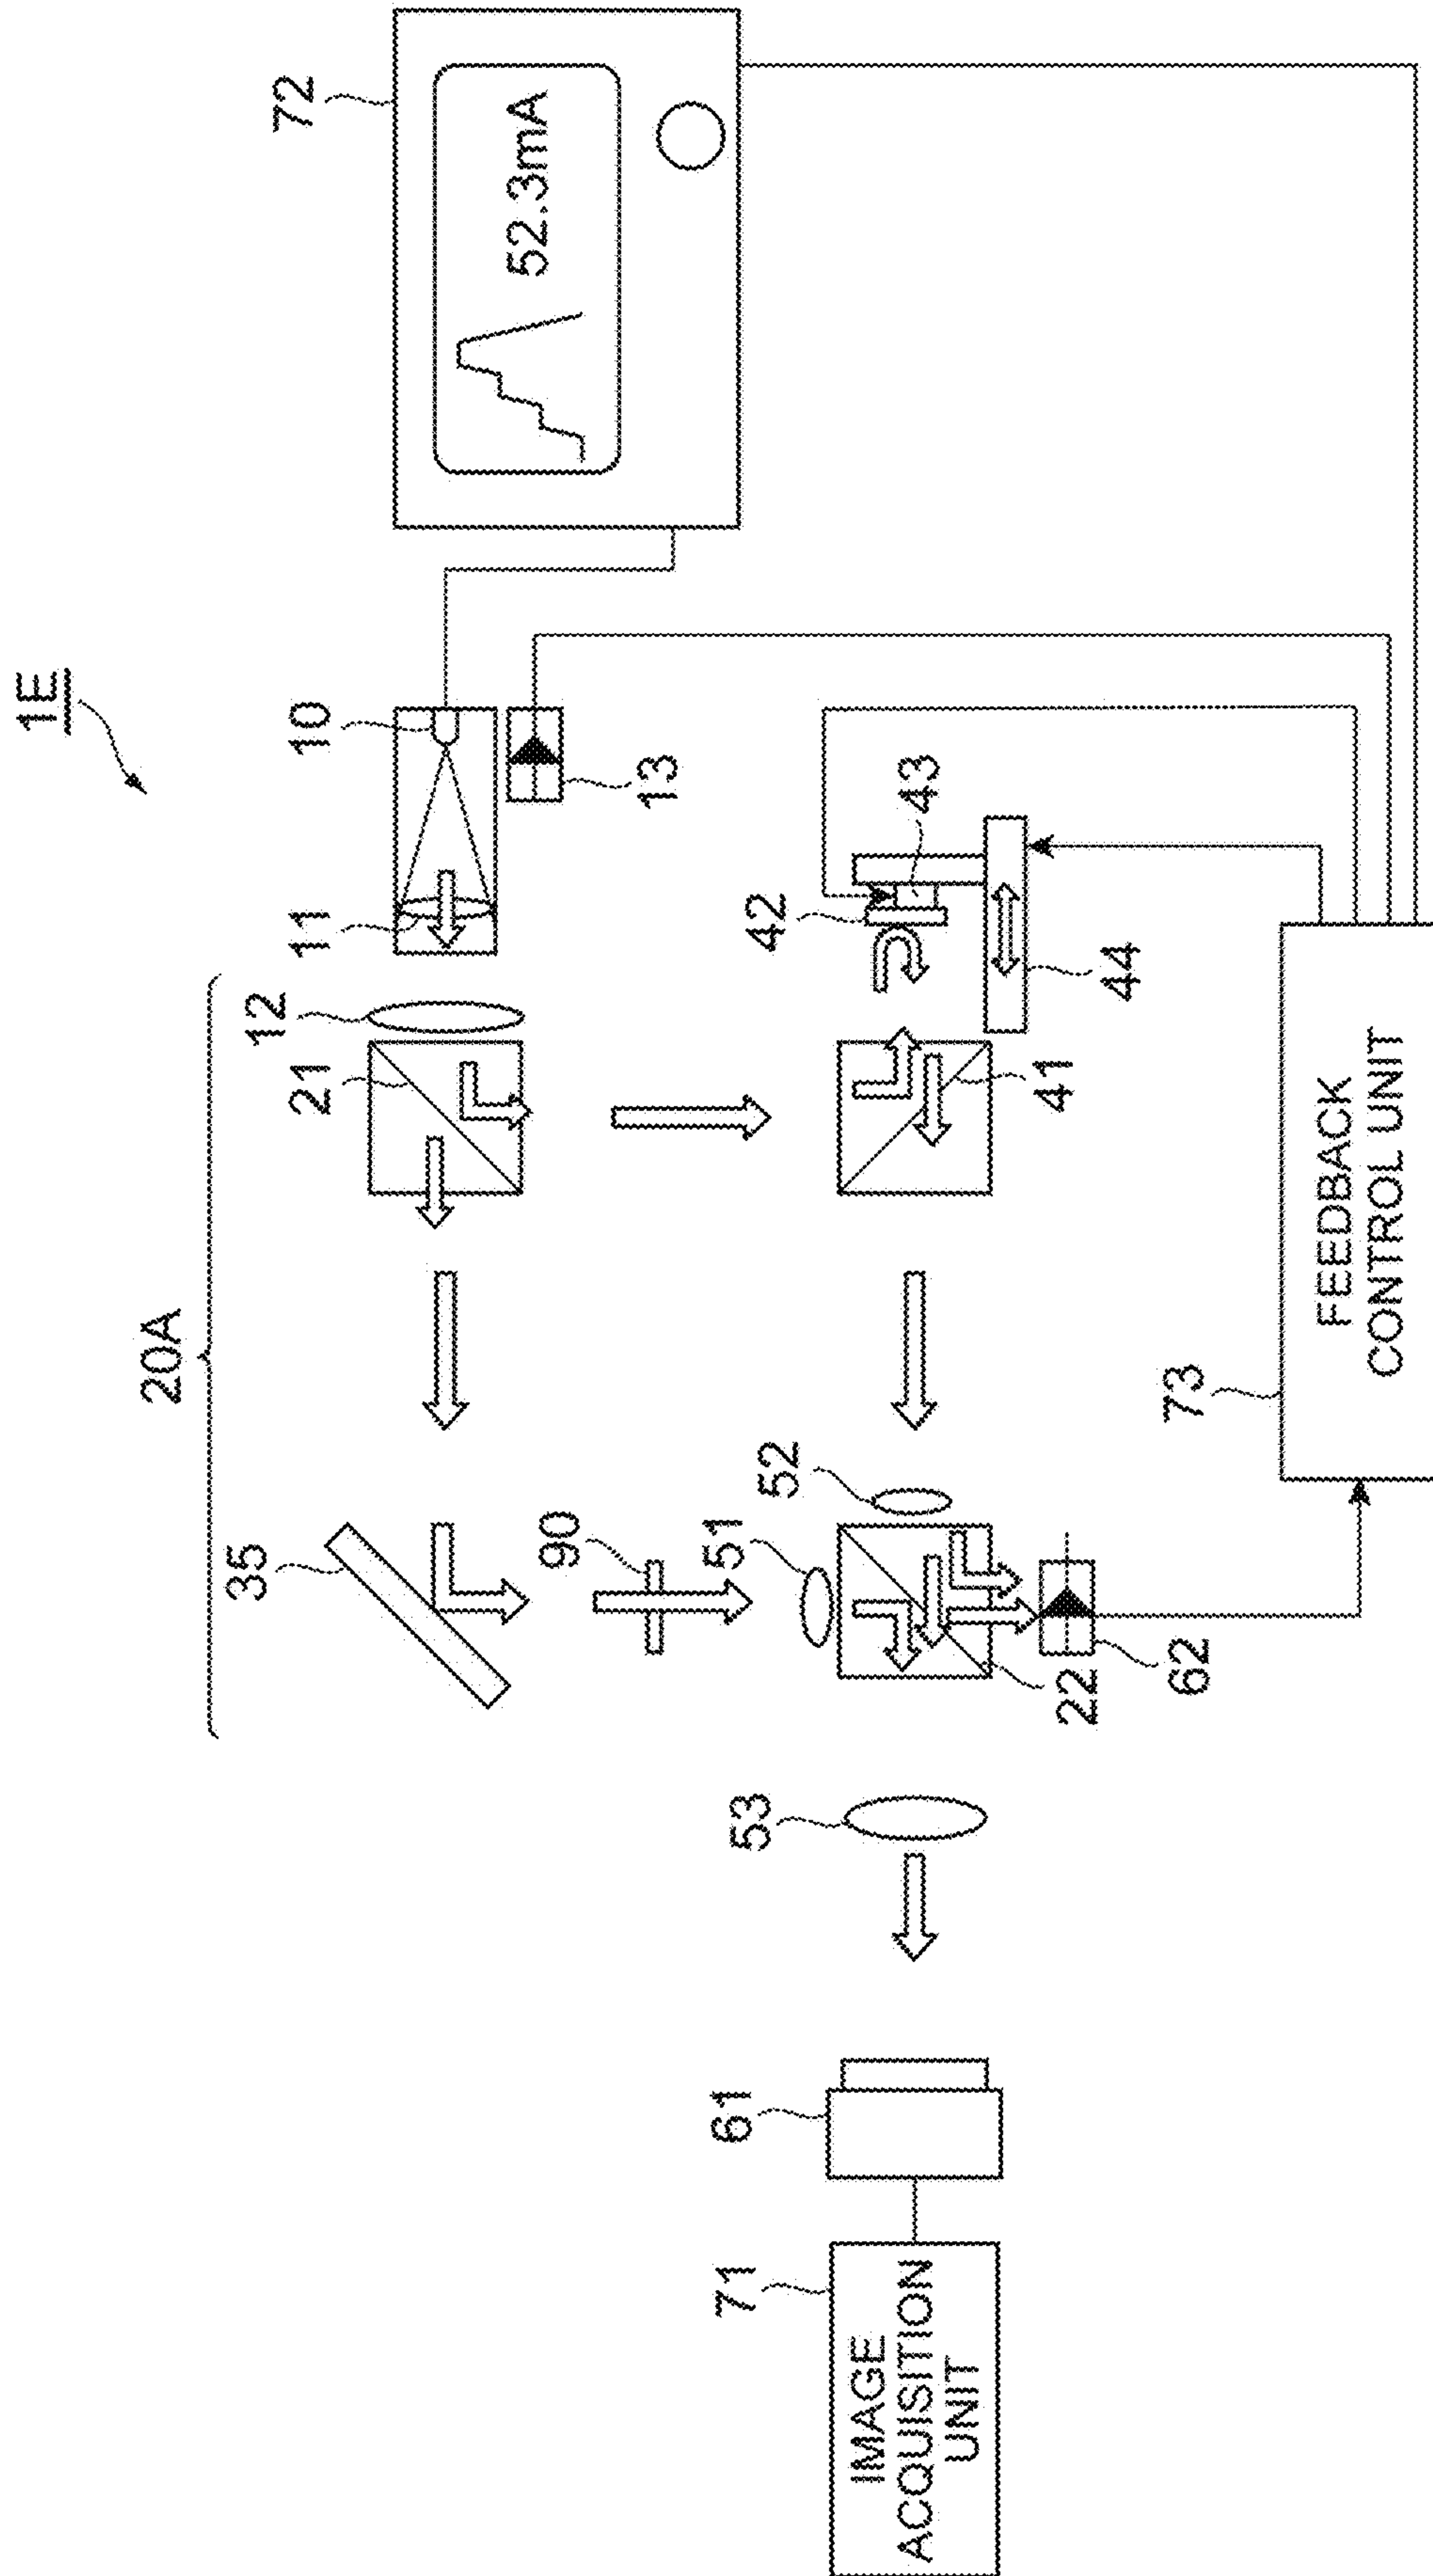 1E
20A
35
90
51
52
22
62
53
61
71
IMAGE
ACQUISITION
UNIT
12
21
11
10
13
72
52.3mA
42
43
44
41
73
FEEDBACK
CONTROL UNIT